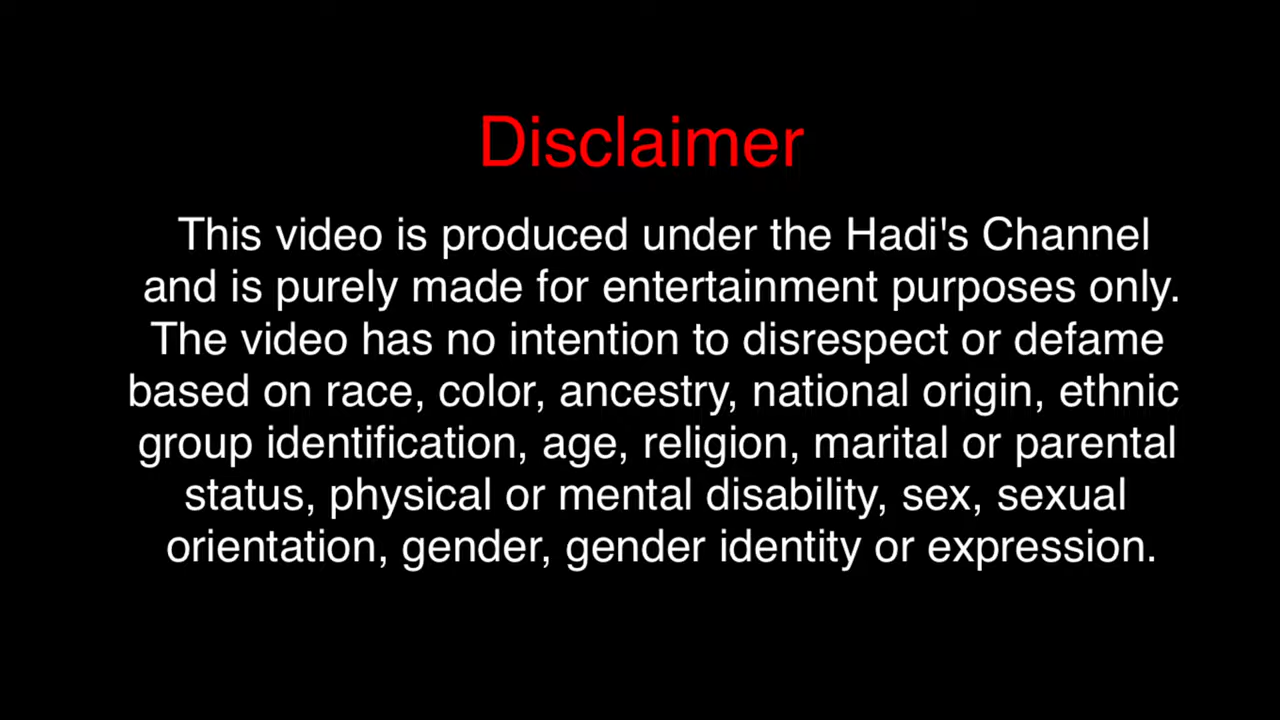 Disclaimer
This video is produced under the Hadi's Channel
and is purely made for entertainment purposes only.
The video has no intention to disrespect or defame
based on race, color, ancestry, national origin, ethnic
group identification, age, religion, marital or parental
status, physical or mental disability, sex, sexual
orientation, gender, gender identity or expression.